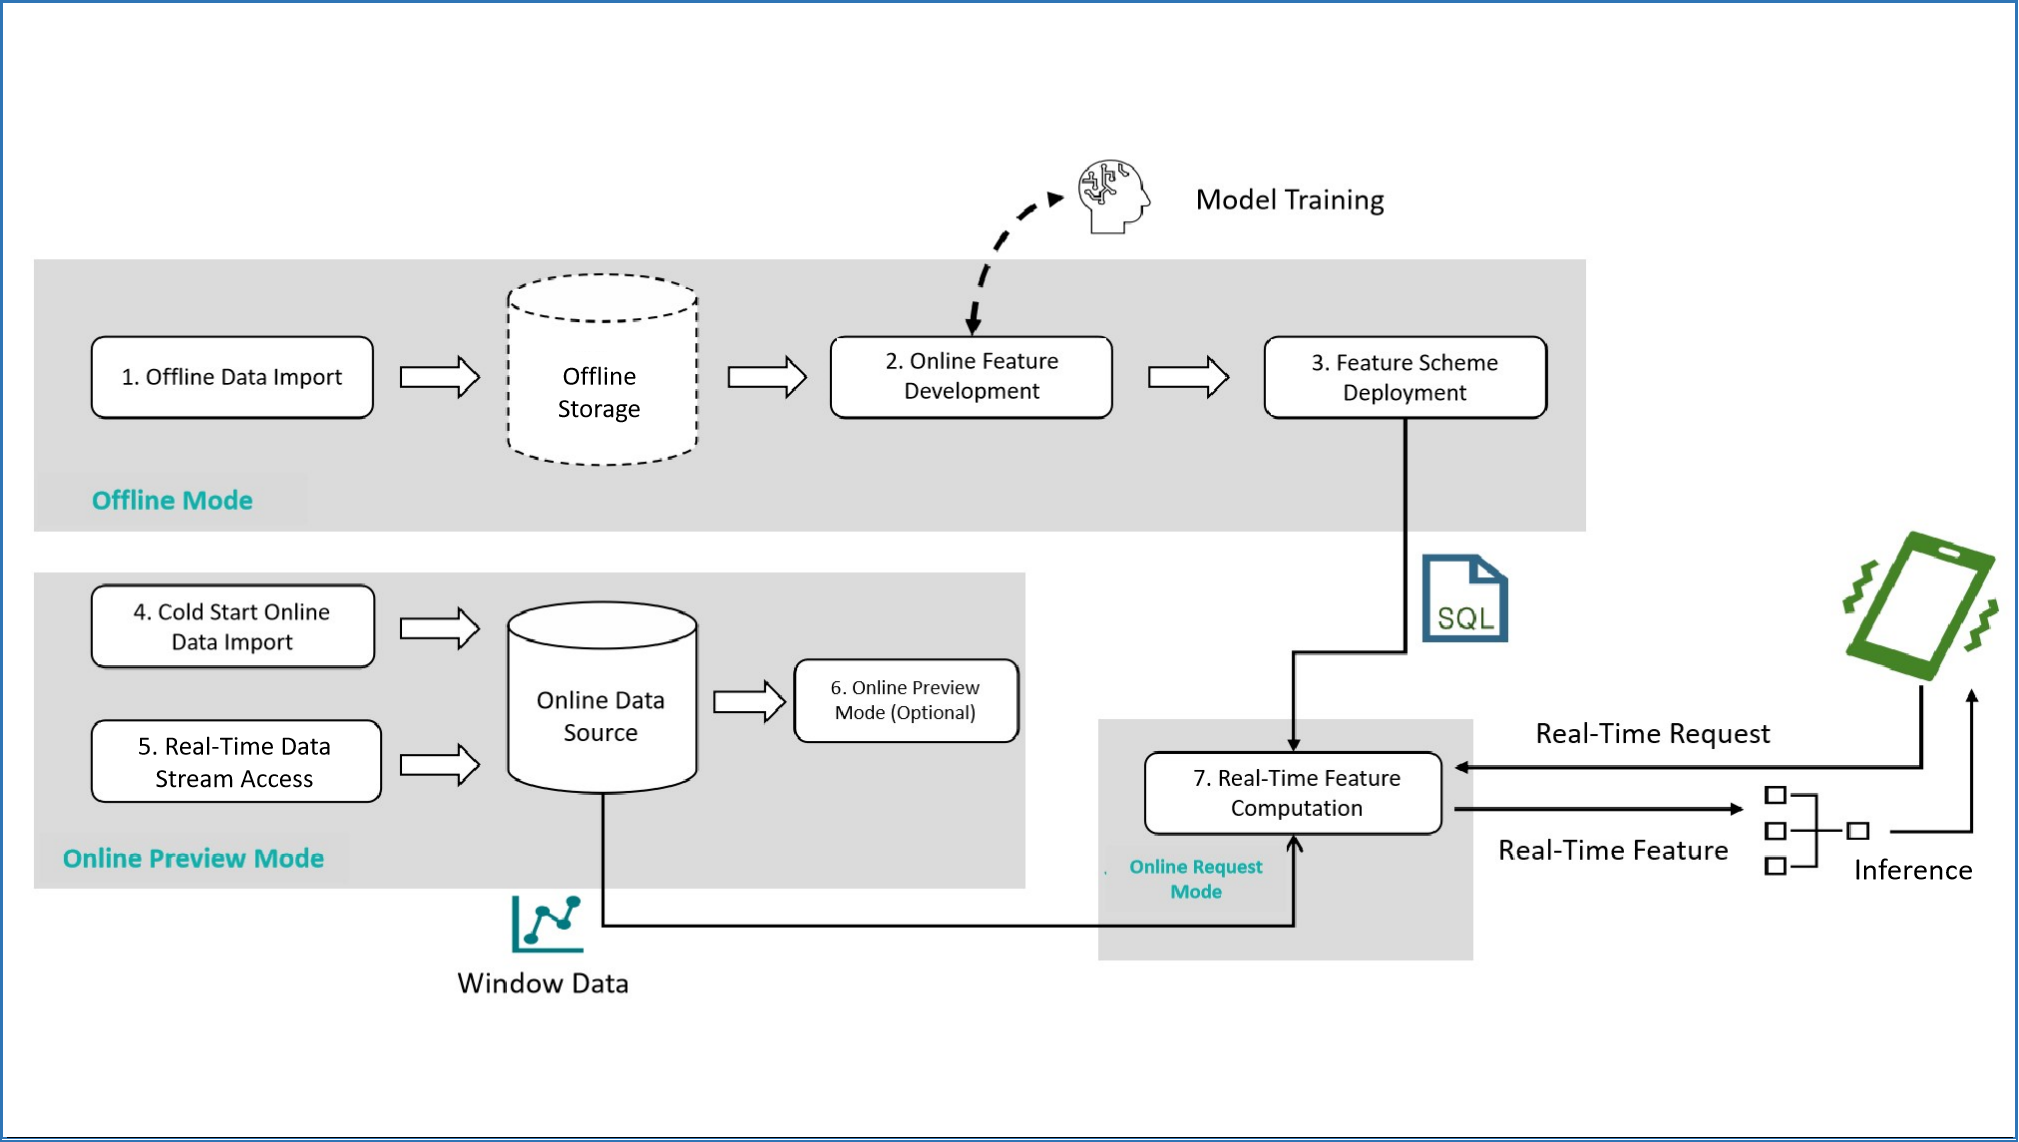 Model Training
1. Offline Data Import
Offline
Storage
2. Online Feature
Development
3. Feature Scheme
Deployment
Offline Mode
SQL
4. Cold Start Online
Data Import
5. Real-Time Data
Stream Access
Online Data
Source
6. Online Preview
Mode (Optional)
Online Preview Mode
Window Data
7. Real-Time Feature
Computation
Online Request
Mode
Real-Time Request
Real-Time Feature
Inference